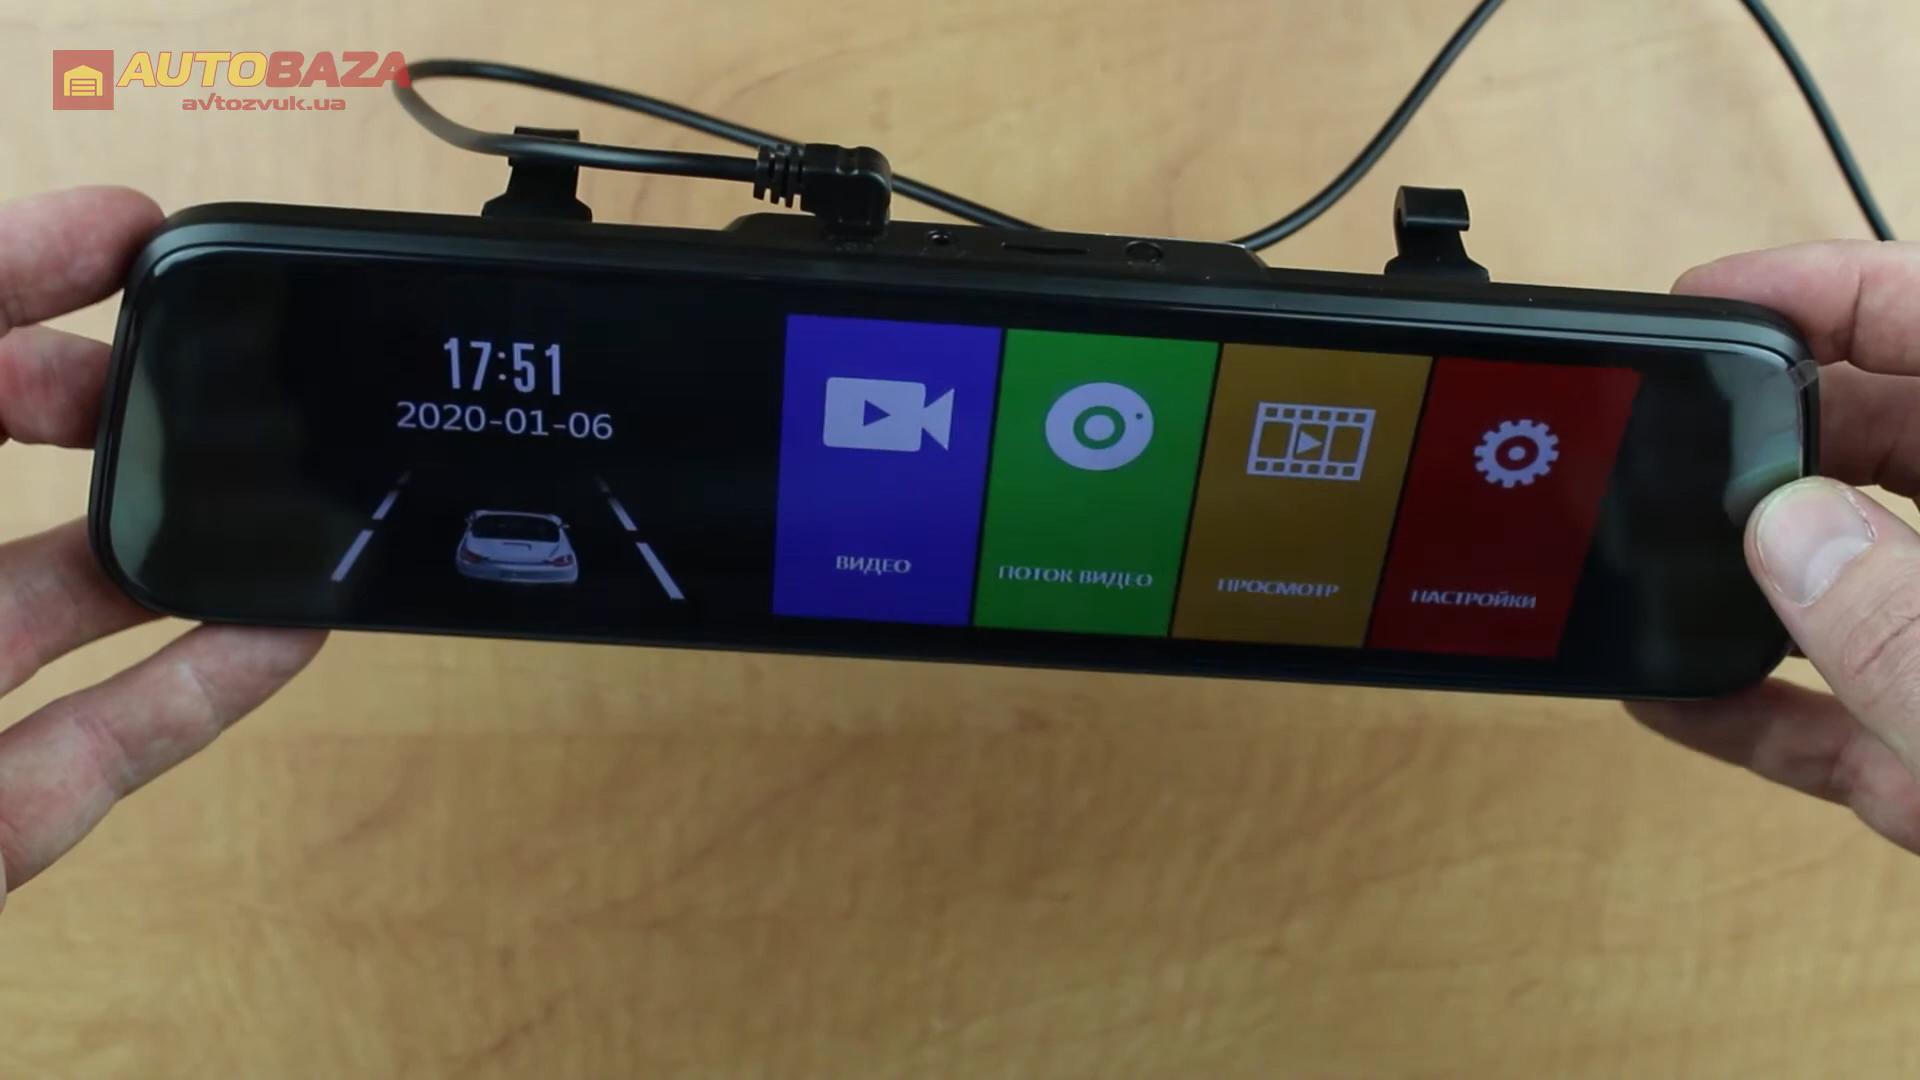 AUTOBAZA
avtozvuk.ua
17:51
2020-01-06
ВИДЕО
ПОТОК ВИДЕО
ПРОСМОТР
НАСТРОЙКИ